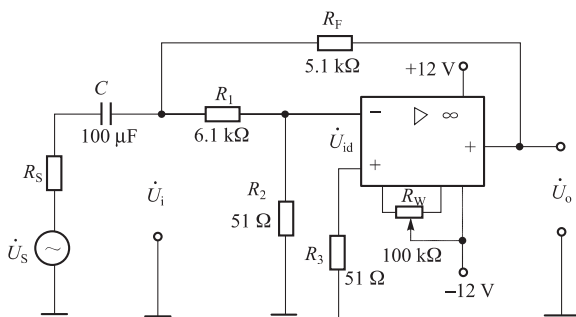 R_F
5.1 kΩ
+12 V
C
100 μF
R_1
6.1 kΩ
− ▷ ∞
U̇_id
+ +
R_S
U̇_i
R_2
51 Ω
R_W
100 kΩ
U̇_o
U̇_S
~
R_3
51 Ω
−12 V